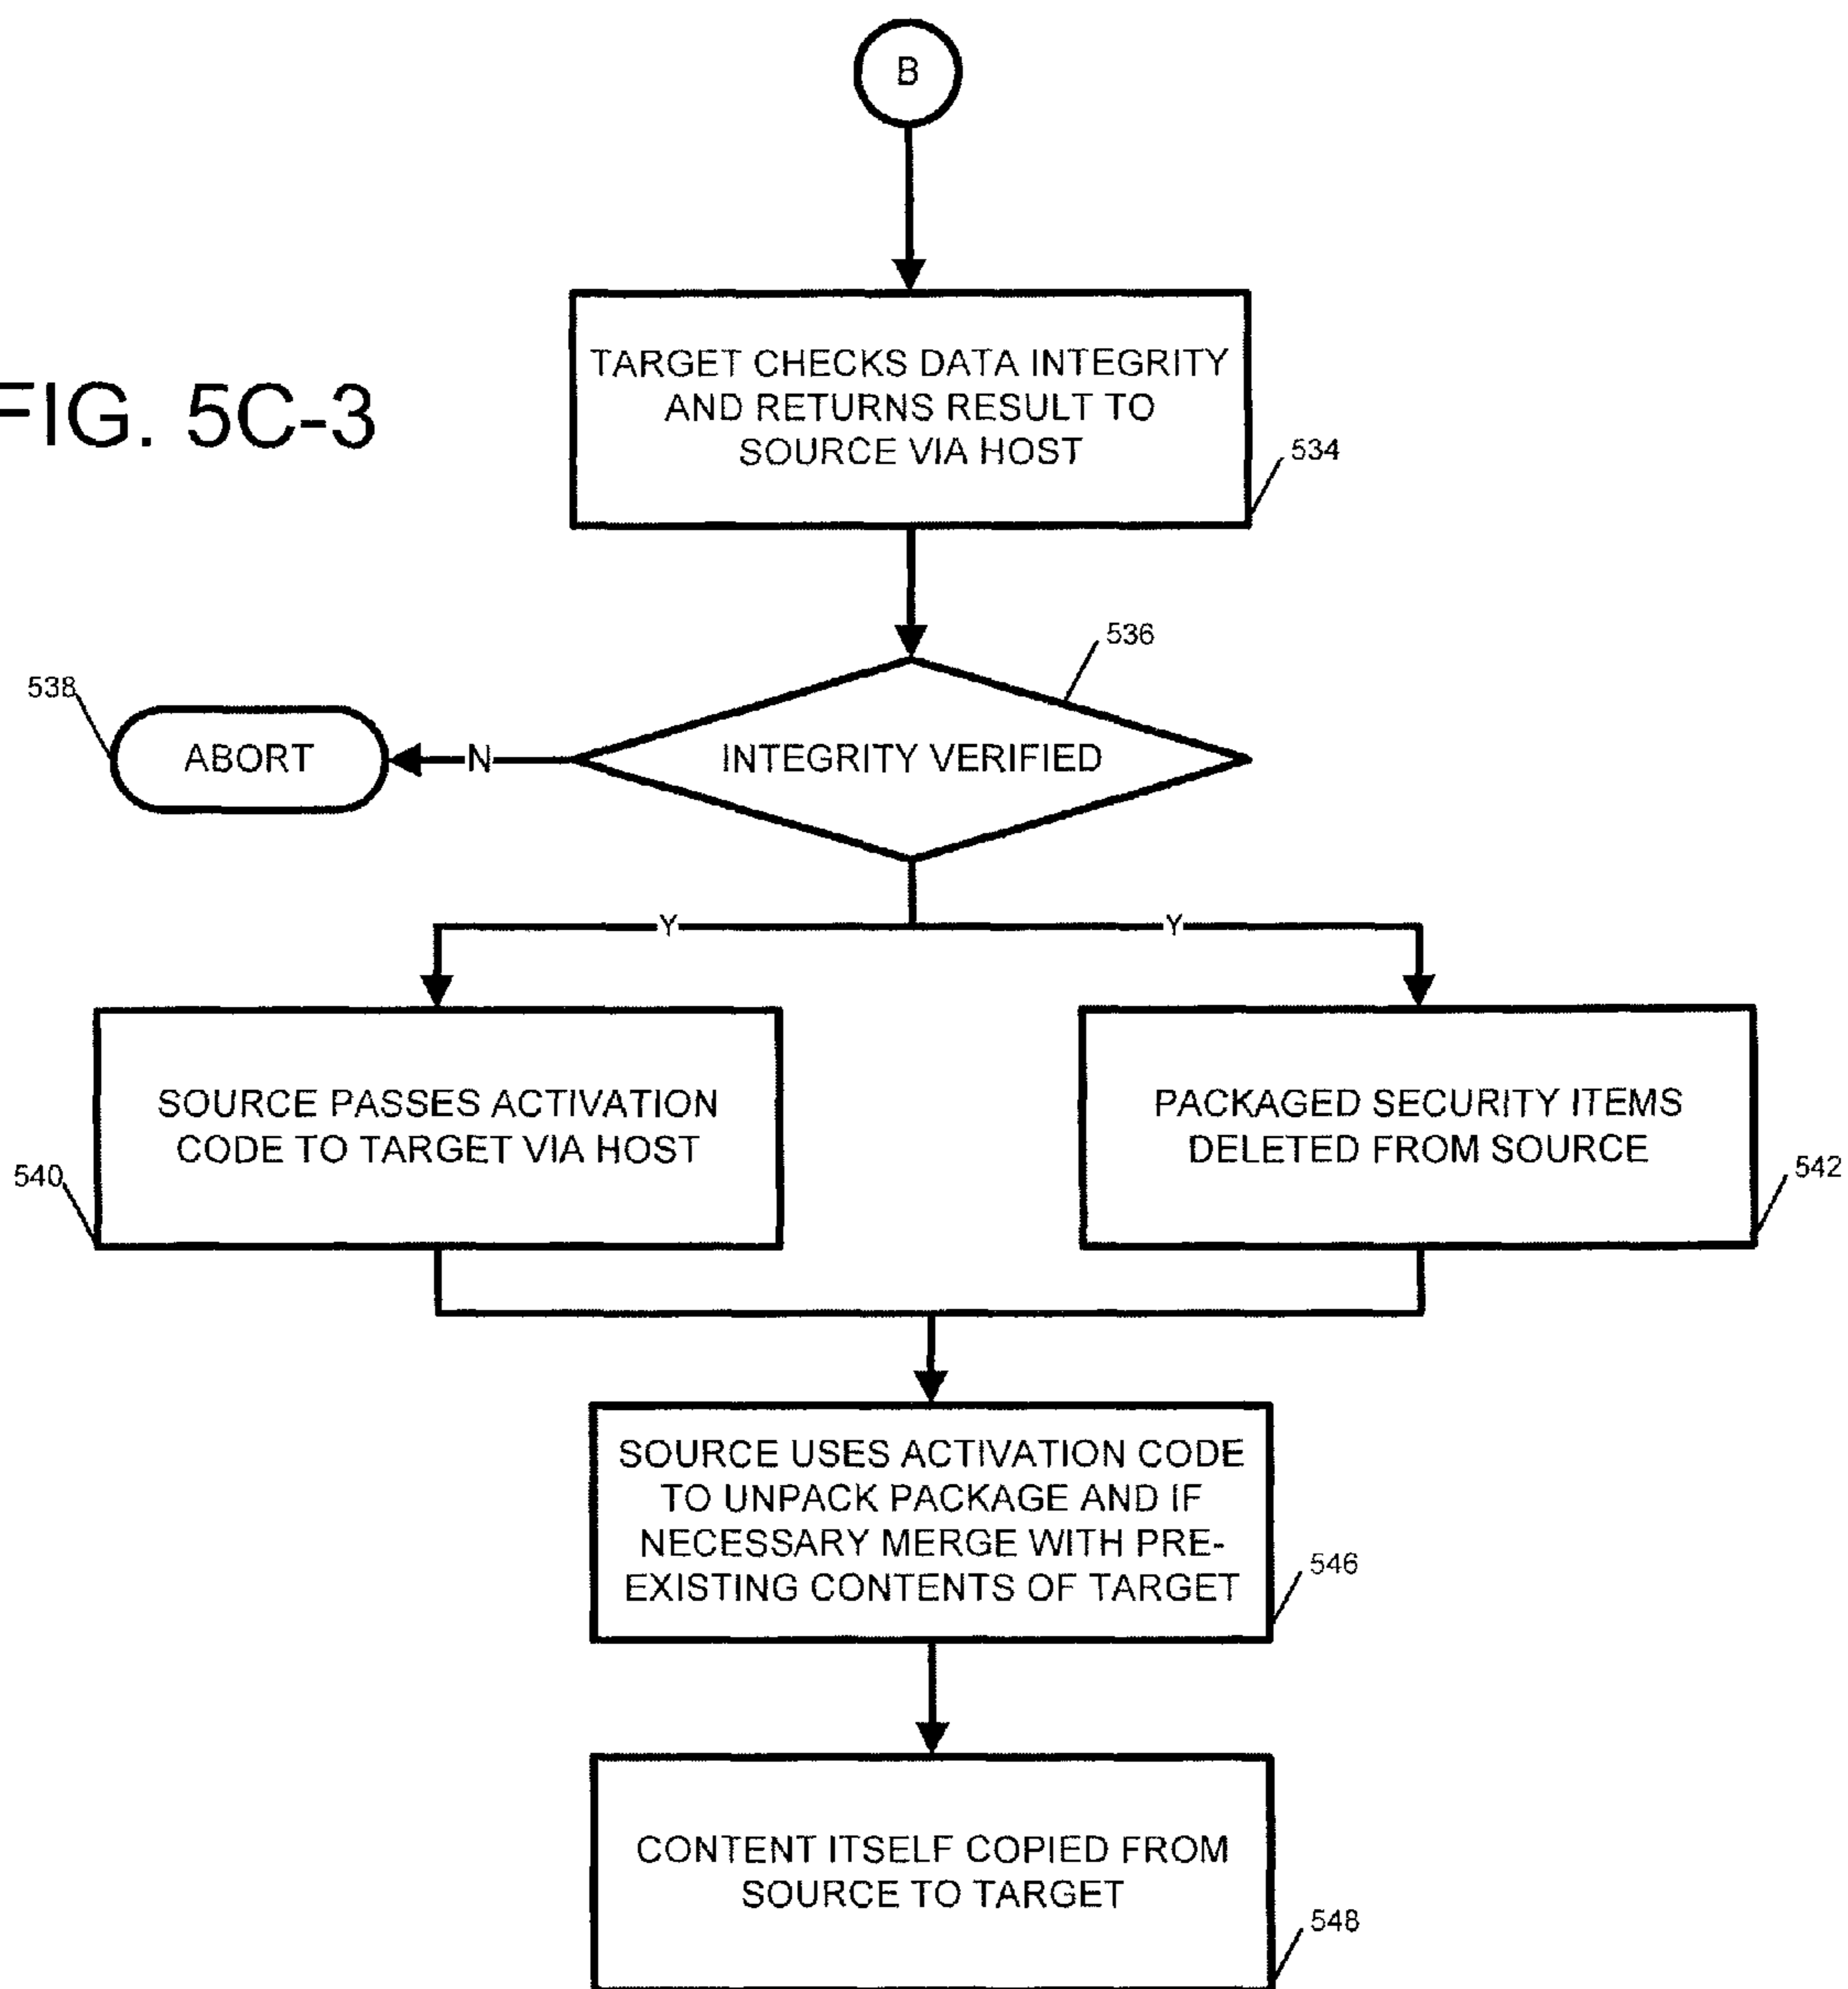 B
TARGET CHECKS DATA INTEGRITY
AND RETURNS RESULT TO
SOURCE VIA HOST
534
FIG. 5C-3
536
538
ABORT
N
INTEGRITY VERIFIED
Y
Y
SOURCE PASSES ACTIVATION
CODE TO TARGET VIA HOST
540
PACKAGED SECURITY ITEMS
DELETED FROM SOURCE
542
SOURCE USES ACTIVATION CODE
TO UNPACK PACKAGE AND IF
NECESSARY MERGE WITH PRE-
EXISTING CONTENTS OF TARGET
546
CONTENT ITSELF COPIED FROM
SOURCE TO TARGET
548